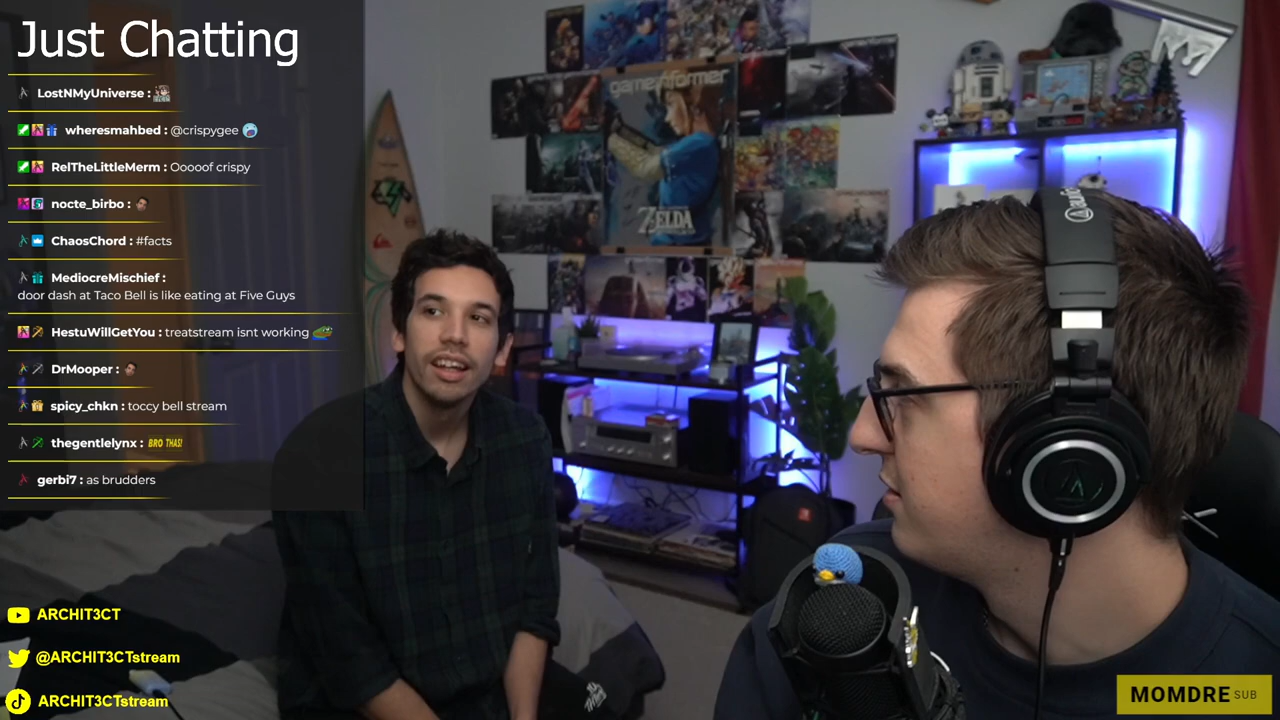 Just Chatting
LostNMyUniverse :
wheresmahbed : @crispygee
RelTheLittleMerm : Ooooof crispy
nocte_birbo :
ChaosChord : #facts
MediocreMischief :
door dash at Taco Bell is like eating at Five Guys
HestuWillGetYou : treatstream isnt working
DrMooper :
spicy_chkn : toccy bell stream
thegentlelynx : BRO THAS!
gerbi7 : as brudders
ARCHIT3CT
@ARCHIT3CTstream
ARCHIT3CTstream
gameinformer
ZELDA
MOMDRE SUB